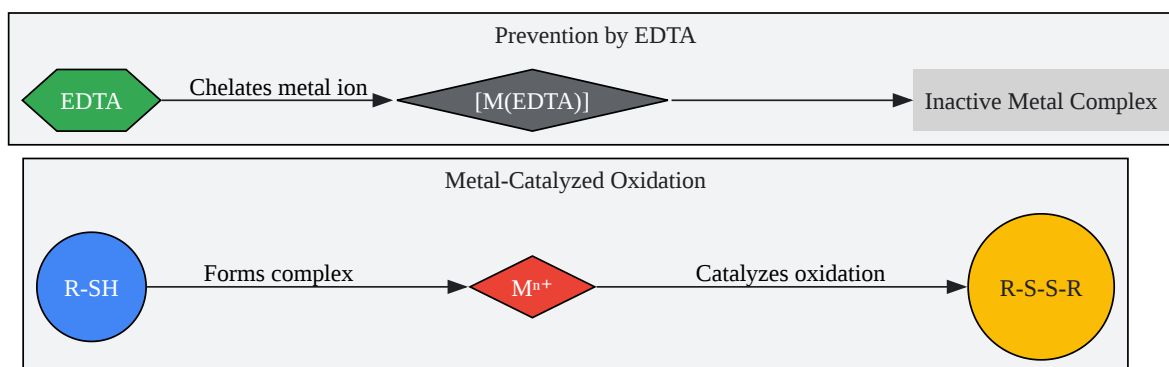 Prevention by EDTA
EDTA
Chelates metal ion
[M(EDTA)]
Inactive Metal Complex
Metal-Catalyzed Oxidation
R-SH
Forms complex
Mⁿ⁺
Catalyzes oxidation
R-S-S-R